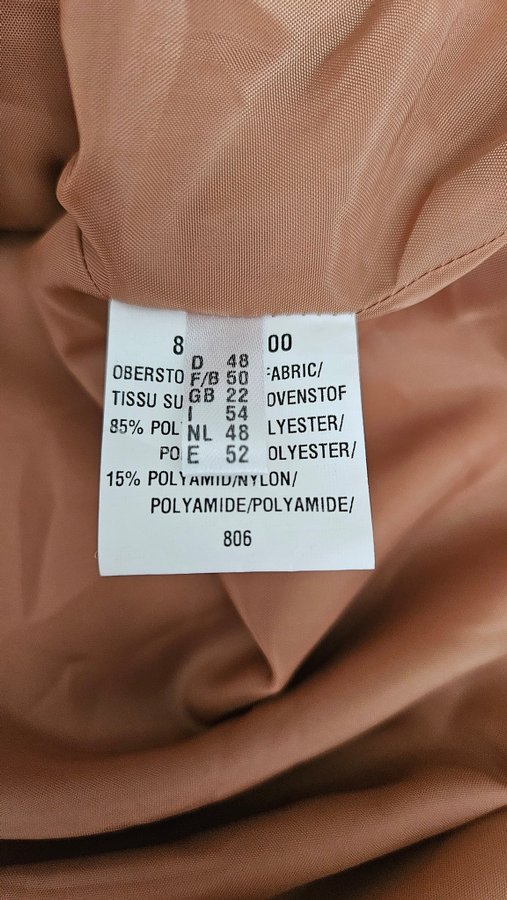 8 00
D 48
F/B 50
GB 22
I 54
NL 48
E 52
OBERSTO ABRIC/
TISSU SU OVENSTOF
85% POL LYESTER/
PO OLYESTER/
15% POLYAMID/NYLON/
POLYAMIDE/POLYAMIDE/
806